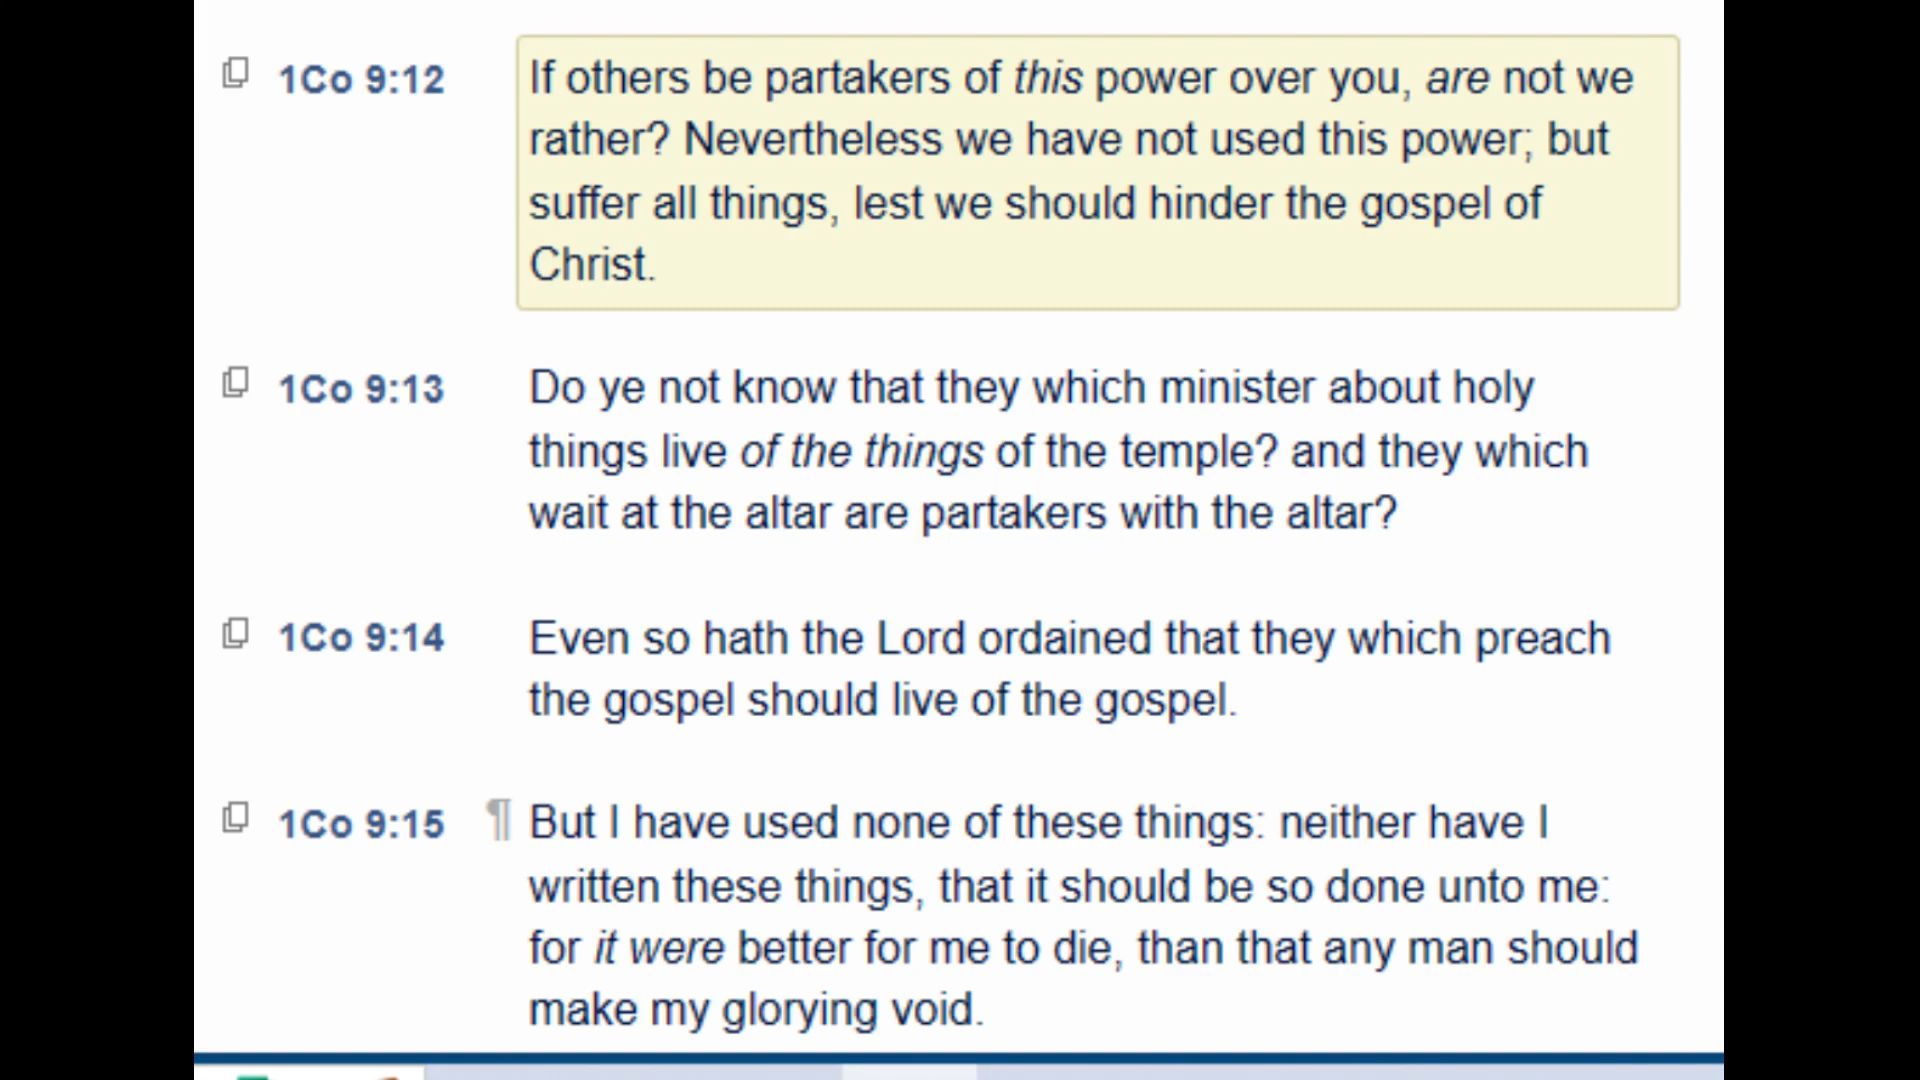 1Co 9:12 If others be partakers of this power over you, are not we
rather? Nevertheless we have not used this power; but
suffer all things, lest we should hinder the gospel of
Christ.
1Co 9:13 Do ye not know that they which minister about holy
things live of the things of the temple? and they which
wait at the altar are partakers with the altar?
1Co 9:14 Even so hath the Lord ordained that they which preach
the gospel should live of the gospel.
1Co 9:15 ¶ But I have used none of these things: neither have I
written these things, that it should be so done unto me:
for it were better for me to die, than that any man should
make my glorying void.